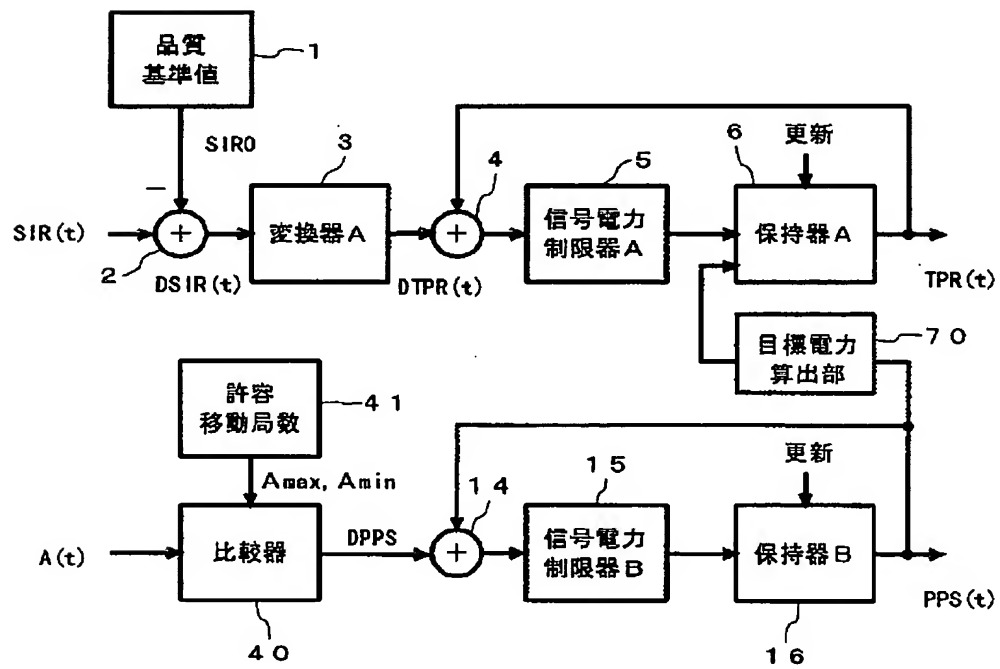 品質
基準値
1
SIR0
3
4
5
6
更新
−
SIR(t)
+
変換器A
+
信号電力
制限器A
保持器A
2
DSIR(t)
DTPR(t)
TPR(t)
目標電力
算出部
70
許容
移動局数
41
Amax, Amin
14
15
更新
A(t)
比較器
DPPS
+
信号電力
制限器B
保持器B
PPS(t)
40
16